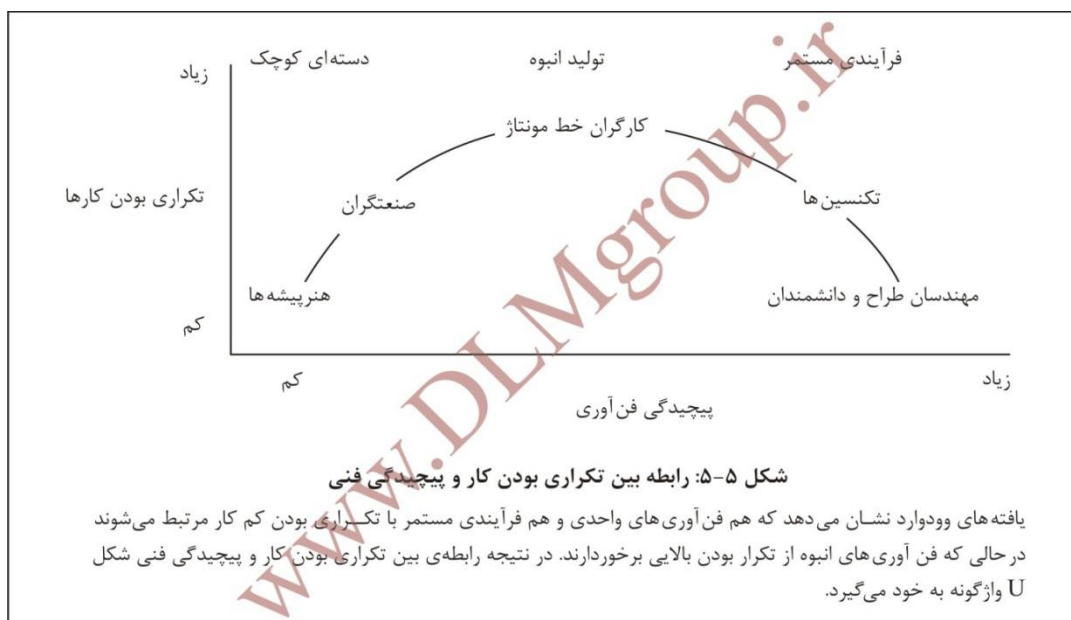 دسته‌ای کوچک تولید انبوه فرآیندی مستمر
زیاد
کارگران خط مونتاژ
تکراری بودن کارها
صنعتگران
تکنسین‌ها
هنرپیشه‌ها
مهندسان طراح و دانشمندان
کم
کم
زیاد
پیچیدگی فن‌آوری
شکل ۵-۵: رابطه بین تکراری بودن کار و پیچیدگی فنی
یافته‌های وودوارد نشان می‌دهد که هم فن‌آوری‌های واحدی و هم فرآیندی مستمر با تکراری بودن کم کار مرتبط می‌شوند
در حالی که فن آوری‌های انبوه از تکرار بودن بالایی برخوردارند. در نتیجه رابطه‌ی بین تکراری بودن کار و پیچیدگی فنی شکل
U واژگونه به خود می‌گیرد.
www.DLMgroup.ir